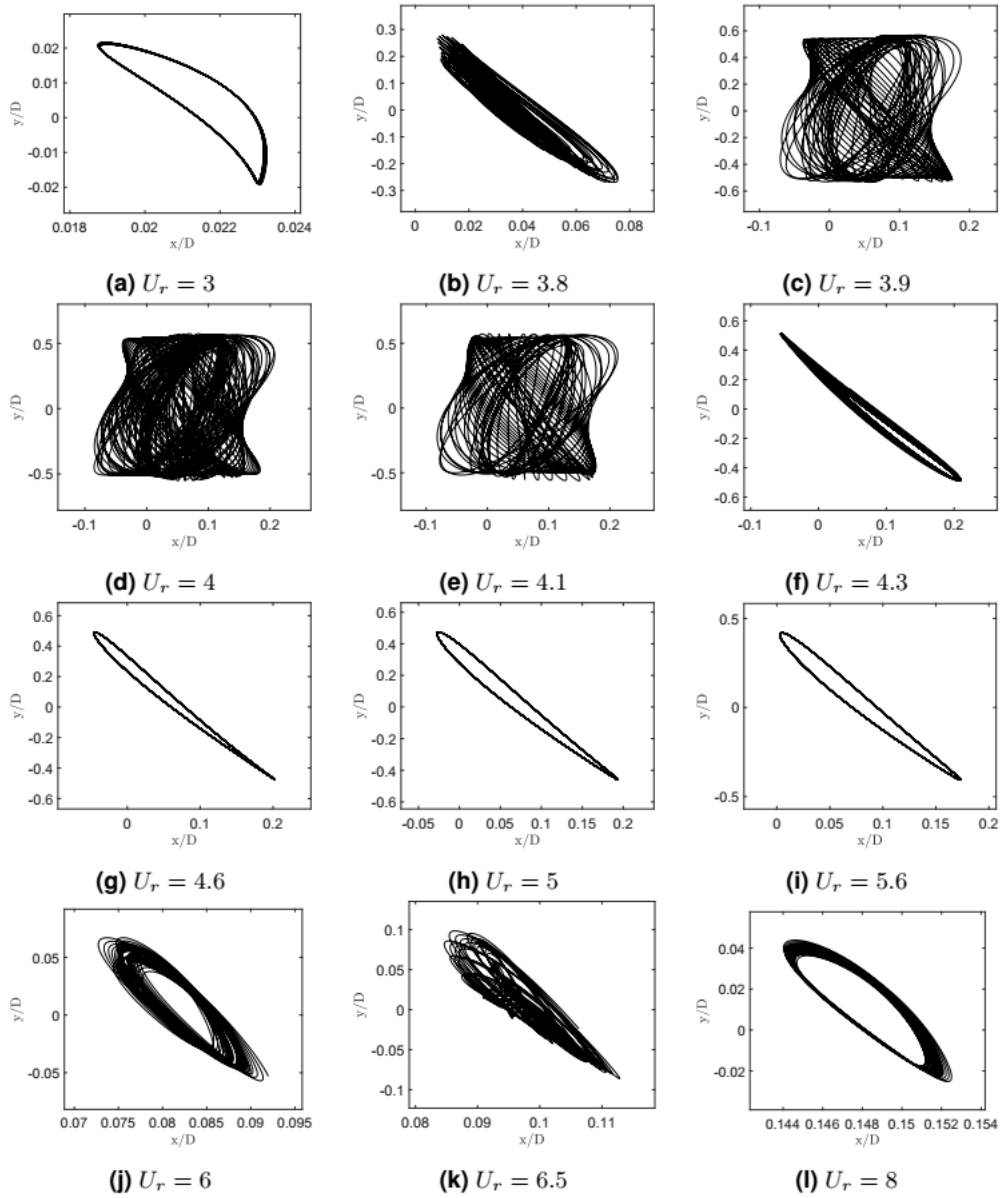 0.02
0.01
0
-0.01
-0.02
y/D
0.018 0.02 0.022 0.024
x/D
(a) U_r = 3
0.3
0.2
0.1
0
-0.1
-0.2
-0.3
y/D
0 0.02 0.04 0.06 0.08
x/D
(b) U_r = 3.8
0.6
0.4
0.2
0
-0.2
-0.4
-0.6
y/D
-0.1 0 0.1 0.2
x/D
(c) U_r = 3.9
0.5
0
-0.5
y/D
-0.1 0 0.1 0.2
x/D
(d) U_r = 4
0.5
0
-0.5
y/D
-0.1 0 0.1 0.2
x/D
(e) U_r = 4.1
0.6
0.4
0.2
0
-0.2
-0.4
-0.6
y/D
-0.1 0 0.1 0.2
x/D
(f) U_r = 4.3
0.6
0.4
0.2
0
-0.2
-0.4
-0.6
y/D
0 0.1 0.2
x/D
(g) U_r = 4.6
0.6
0.4
0.2
0
-0.2
-0.4
-0.6
y/D
-0.05 0 0.05 0.1 0.15 0.2
x/D
(h) U_r = 5
0.5
0
-0.5
y/D
0 0.05 0.1 0.15 0.2
x/D
(i) U_r = 5.6
0.05
0
-0.05
y/D
0.07 0.075 0.08 0.085 0.09 0.095
x/D
(j) U_r = 6
0.1
0.05
0
-0.05
-0.1
y/D
0.08 0.09 0.1 0.11
x/D
(k) U_r = 6.5
0.04
0.02
0
-0.02
y/D
0.144 0.146 0.148 0.15 0.152 0.154
x/D
(l) U_r = 8